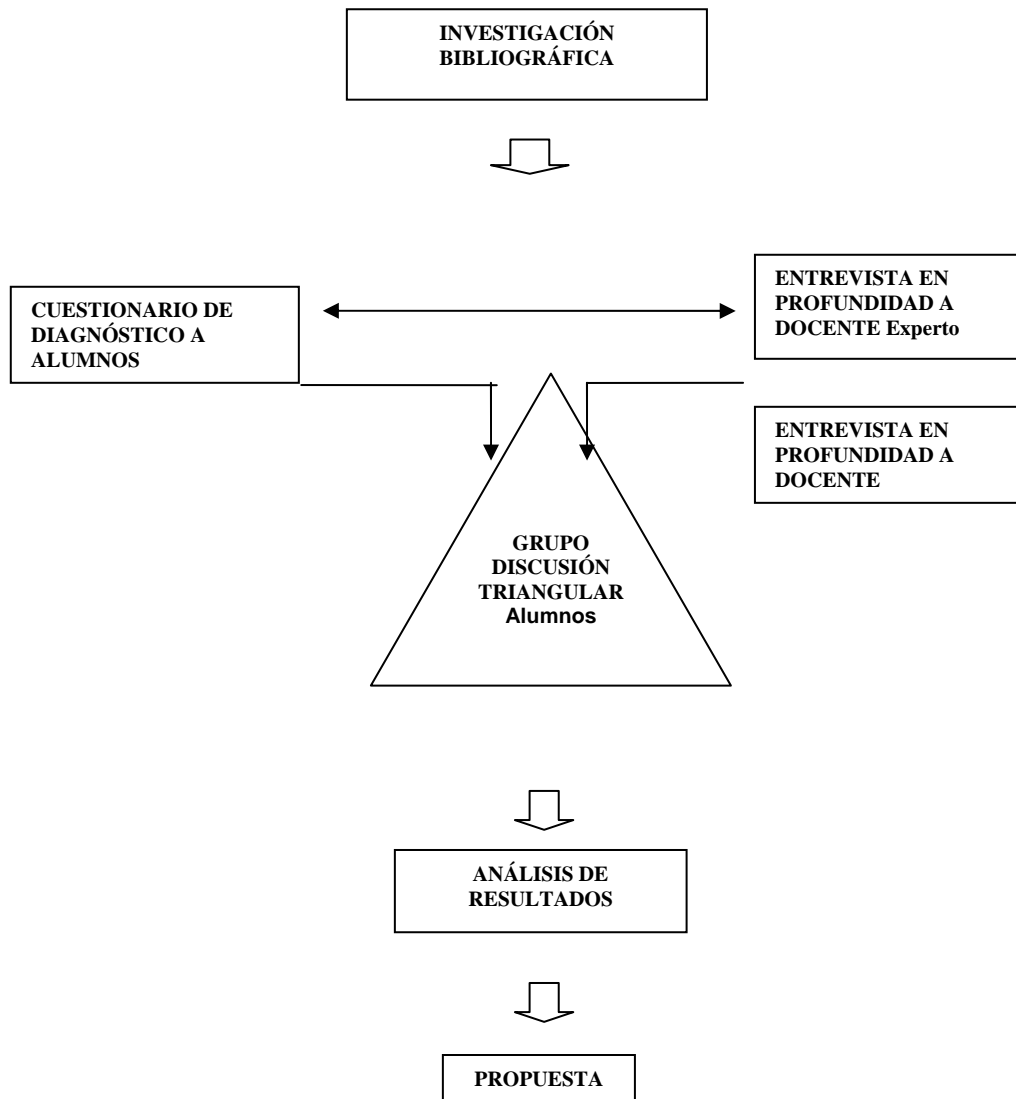 INVESTIGACIÓN
BIBLIOGRÁFICA
CUESTIONARIO DE
DIAGNÓSTICO A
ALUMNOS
ENTREVISTA EN
PROFUNDIDAD A
DOCENTE Experto
ENTREVISTA EN
PROFUNDIDAD A
DOCENTE
GRUPO
DISCUSIÓN
TRIANGULAR
Alumnos
ANÁLISIS DE
RESULTADOS
PROPUESTA